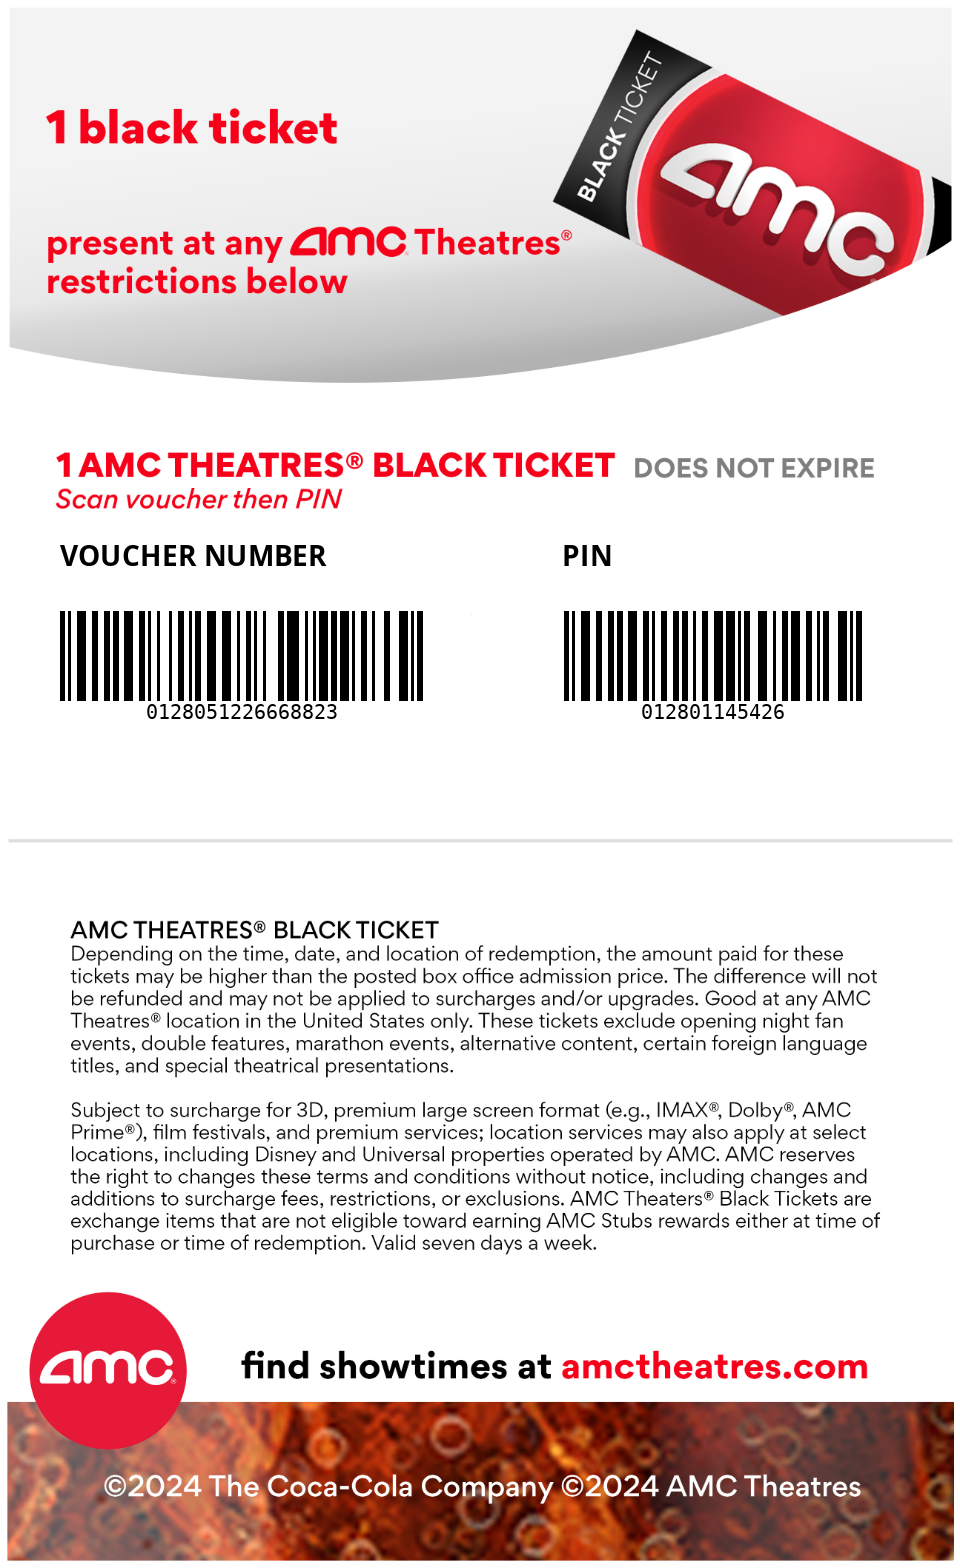 BLACK TICKET
amc
1 black ticket
present at any amc Theatres®
restrictions below
1 AMC THEATRES® BLACK TICKET DOES NOT EXPIRE
Scan voucher then PIN
VOUCHER NUMBER PIN
0128051226668823 012801145426
AMC THEATRES® BLACK TICKET
Depending on the time, date, and location of redemption, the amount paid for these
tickets may be higher than the posted box office admission price. The difference will not
be refunded and may not be applied to surcharges and/or upgrades. Good at any AMC
Theatres® location in the United States only. These tickets exclude opening night fan
events, double features, marathon events, alternative content, certain foreign language
titles, and special theatrical presentations.
Subject to surcharge for 3D, premium large screen format (e.g., IMAX®, Dolby®, AMC
Prime®), film festivals, and premium services; location services may also apply at select
locations, including Disney and Universal properties operated by AMC. AMC reserves
the right to changes these terms and conditions without notice, including changes and
additions to surcharge fees, restrictions, or exclusions. AMC Theaters® Black Tickets are
exchange items that are not eligible toward earning AMC Stubs rewards either at time of
purchase or time of redemption. Valid seven days a week.
amc®
find showtimes at amctheatres.com
©2024 The Coca-Cola Company ©2024 AMC Theatres